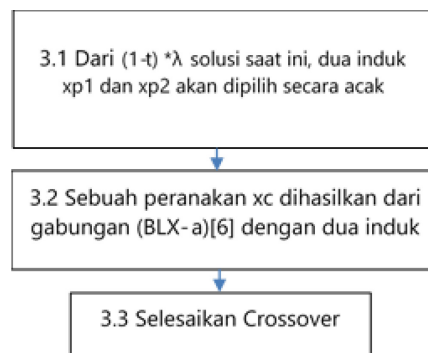 3.1 Dari (1-t) *λ solusi saat ini, dua induk
xp1 dan xp2 akan dipilih secara acak
3.2 Sebuah peranakan xc dihasilkan dari
gabungan (BLX- a)[6] dengan dua induk
3.3 Selesaikan Crossover